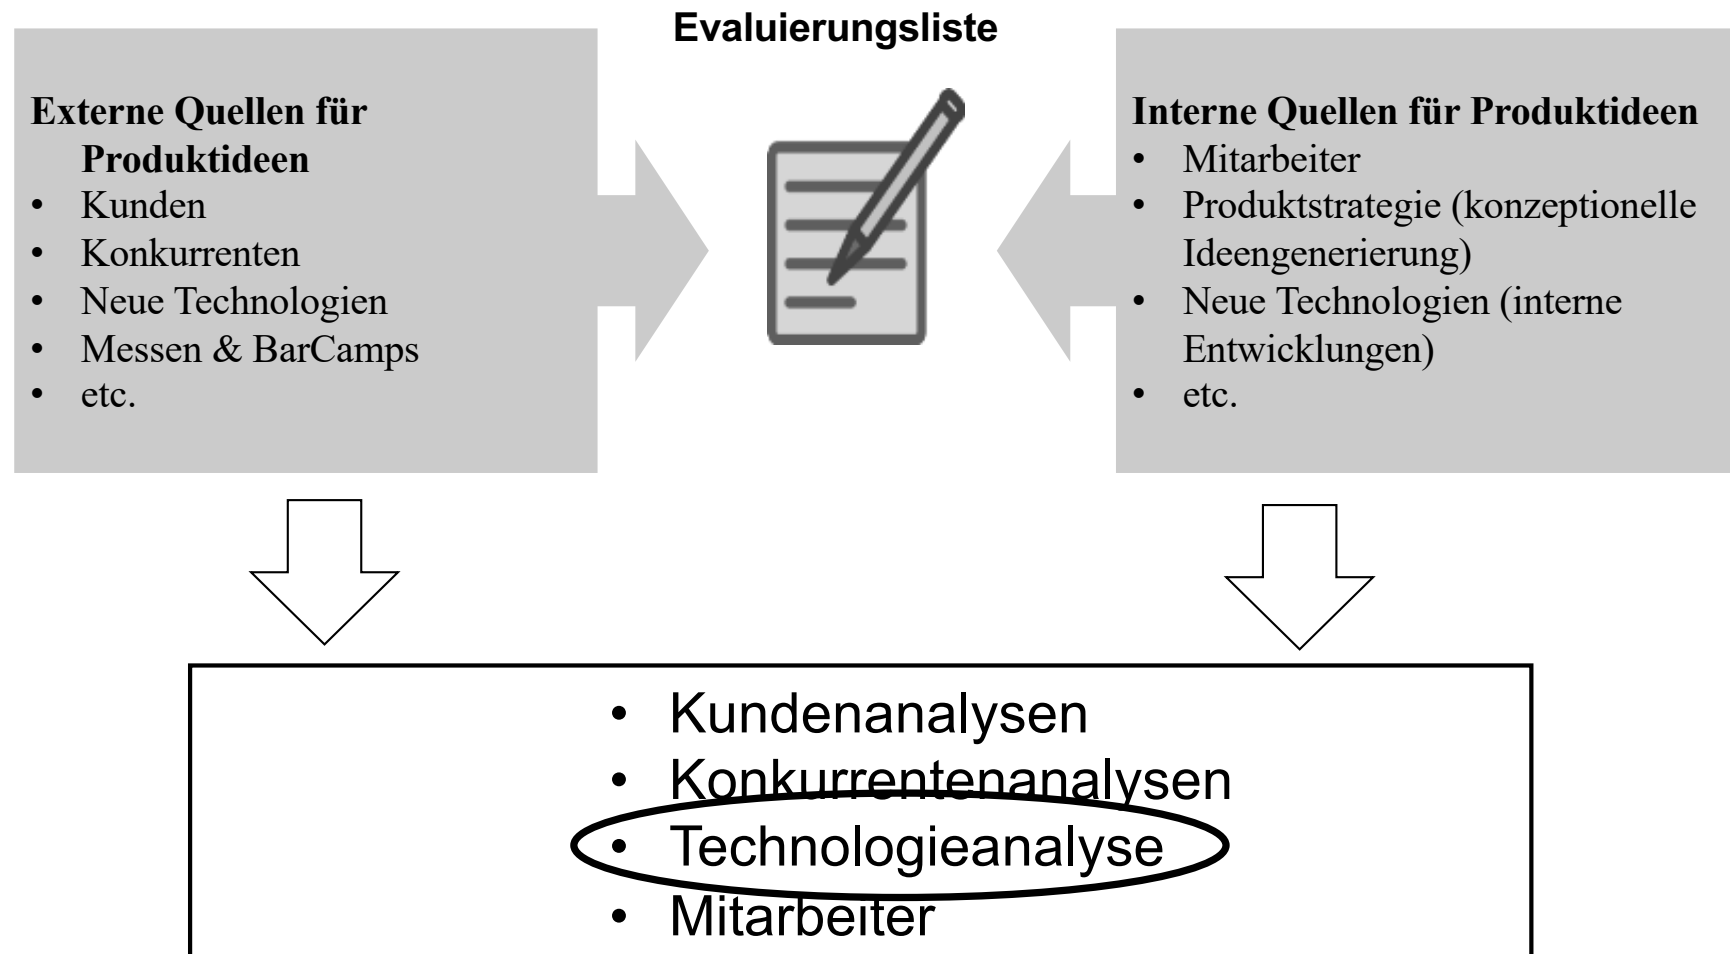 Evaluierungsliste
Externe Quellen für
Produktideen
• Kunden
• Konkurrenten
• Neue Technologien
• Messen & BarCamps
• etc.
Interne Quellen für Produktideen
• Mitarbeiter
• Produktstrategie (konzeptionelle
Ideengenerierung)
• Neue Technologien (interne
Entwicklungen)
• etc.
• Kundenanalysen
• Konkurrentenanalysen
• Technologieanalyse
• Mitarbeiter